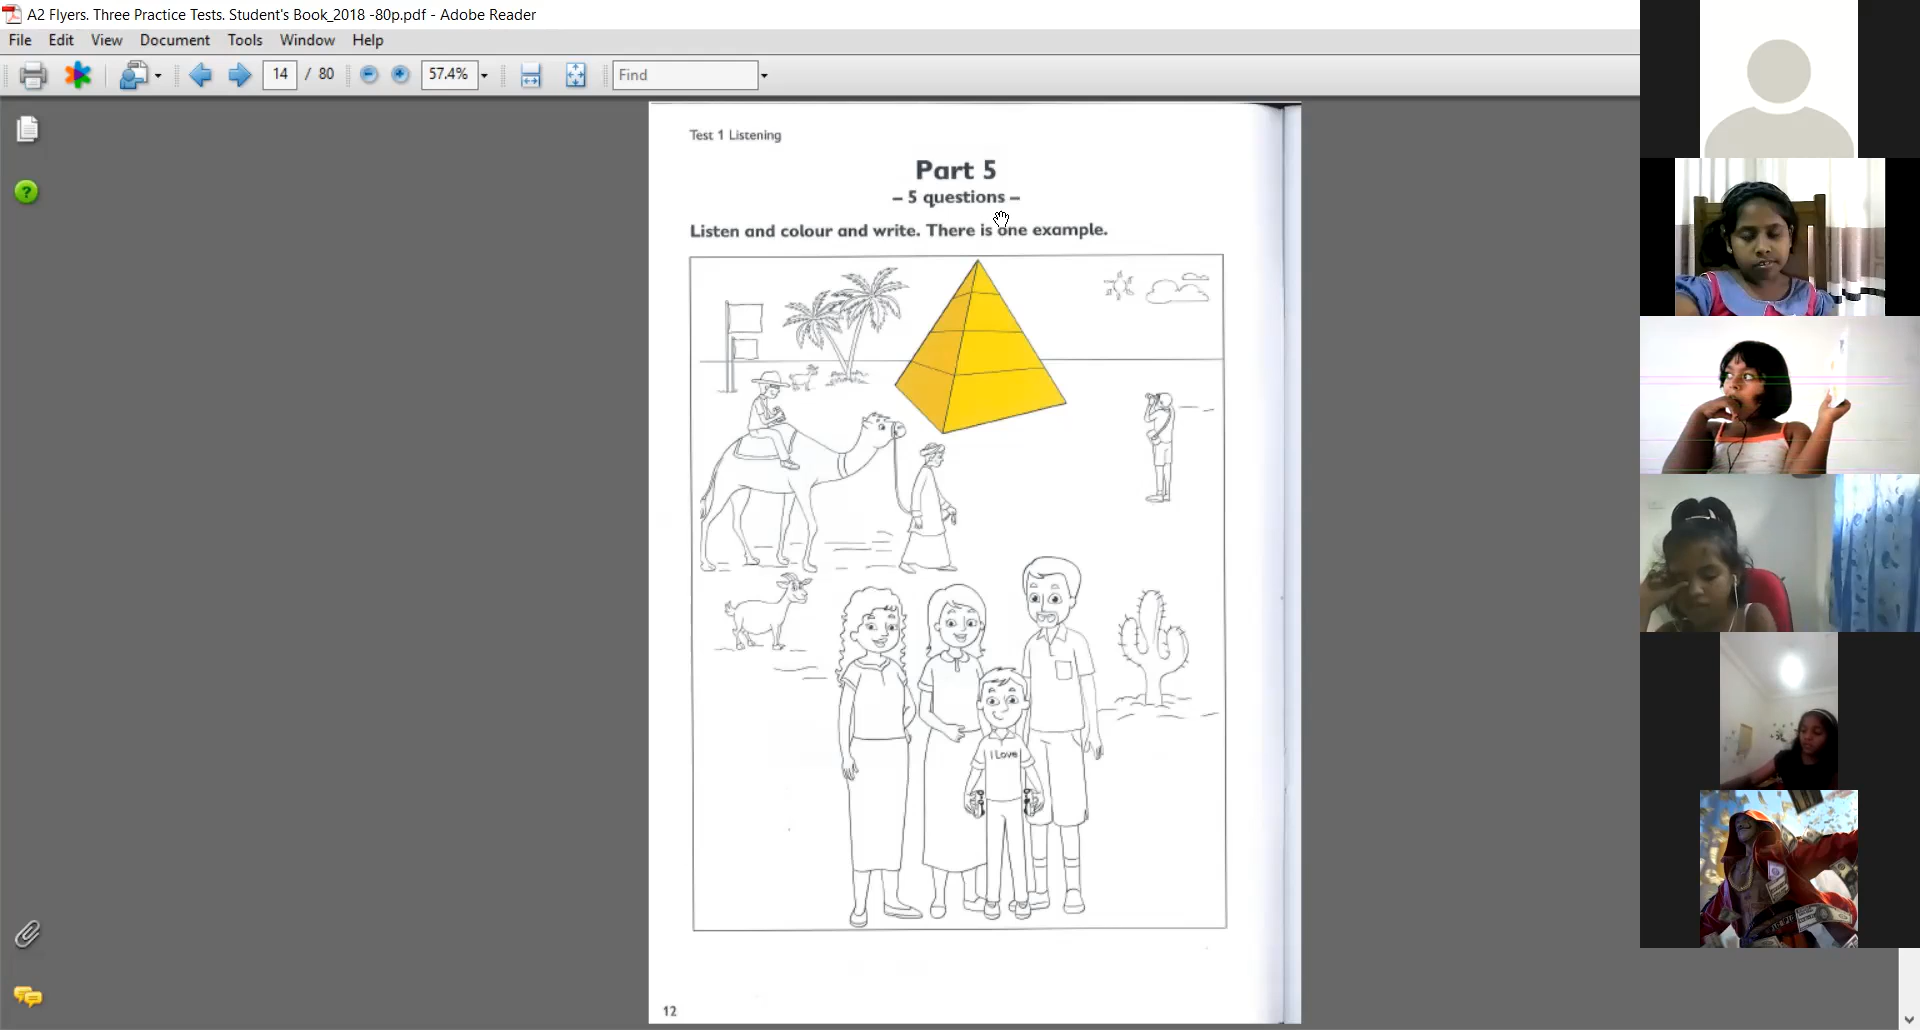 A2 Flyers. Three Practice Tests. Student's Book_2018 -80p.pdf - Adobe Reader
File Edit View Document Tools Window Help
14 / 80 57.4% Find
Test 1 Listening
Part 5
– 5 questions –
Listen and colour and write. There is one example.
I Love
12